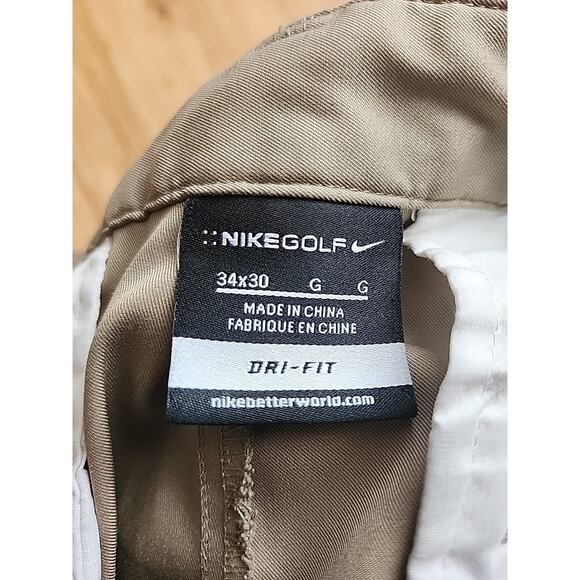 NIKEGOLF
34x30 G G
MADE IN CHINA
FABRIQUE EN CHINE
DRI-FIT
nikebetterworld.com